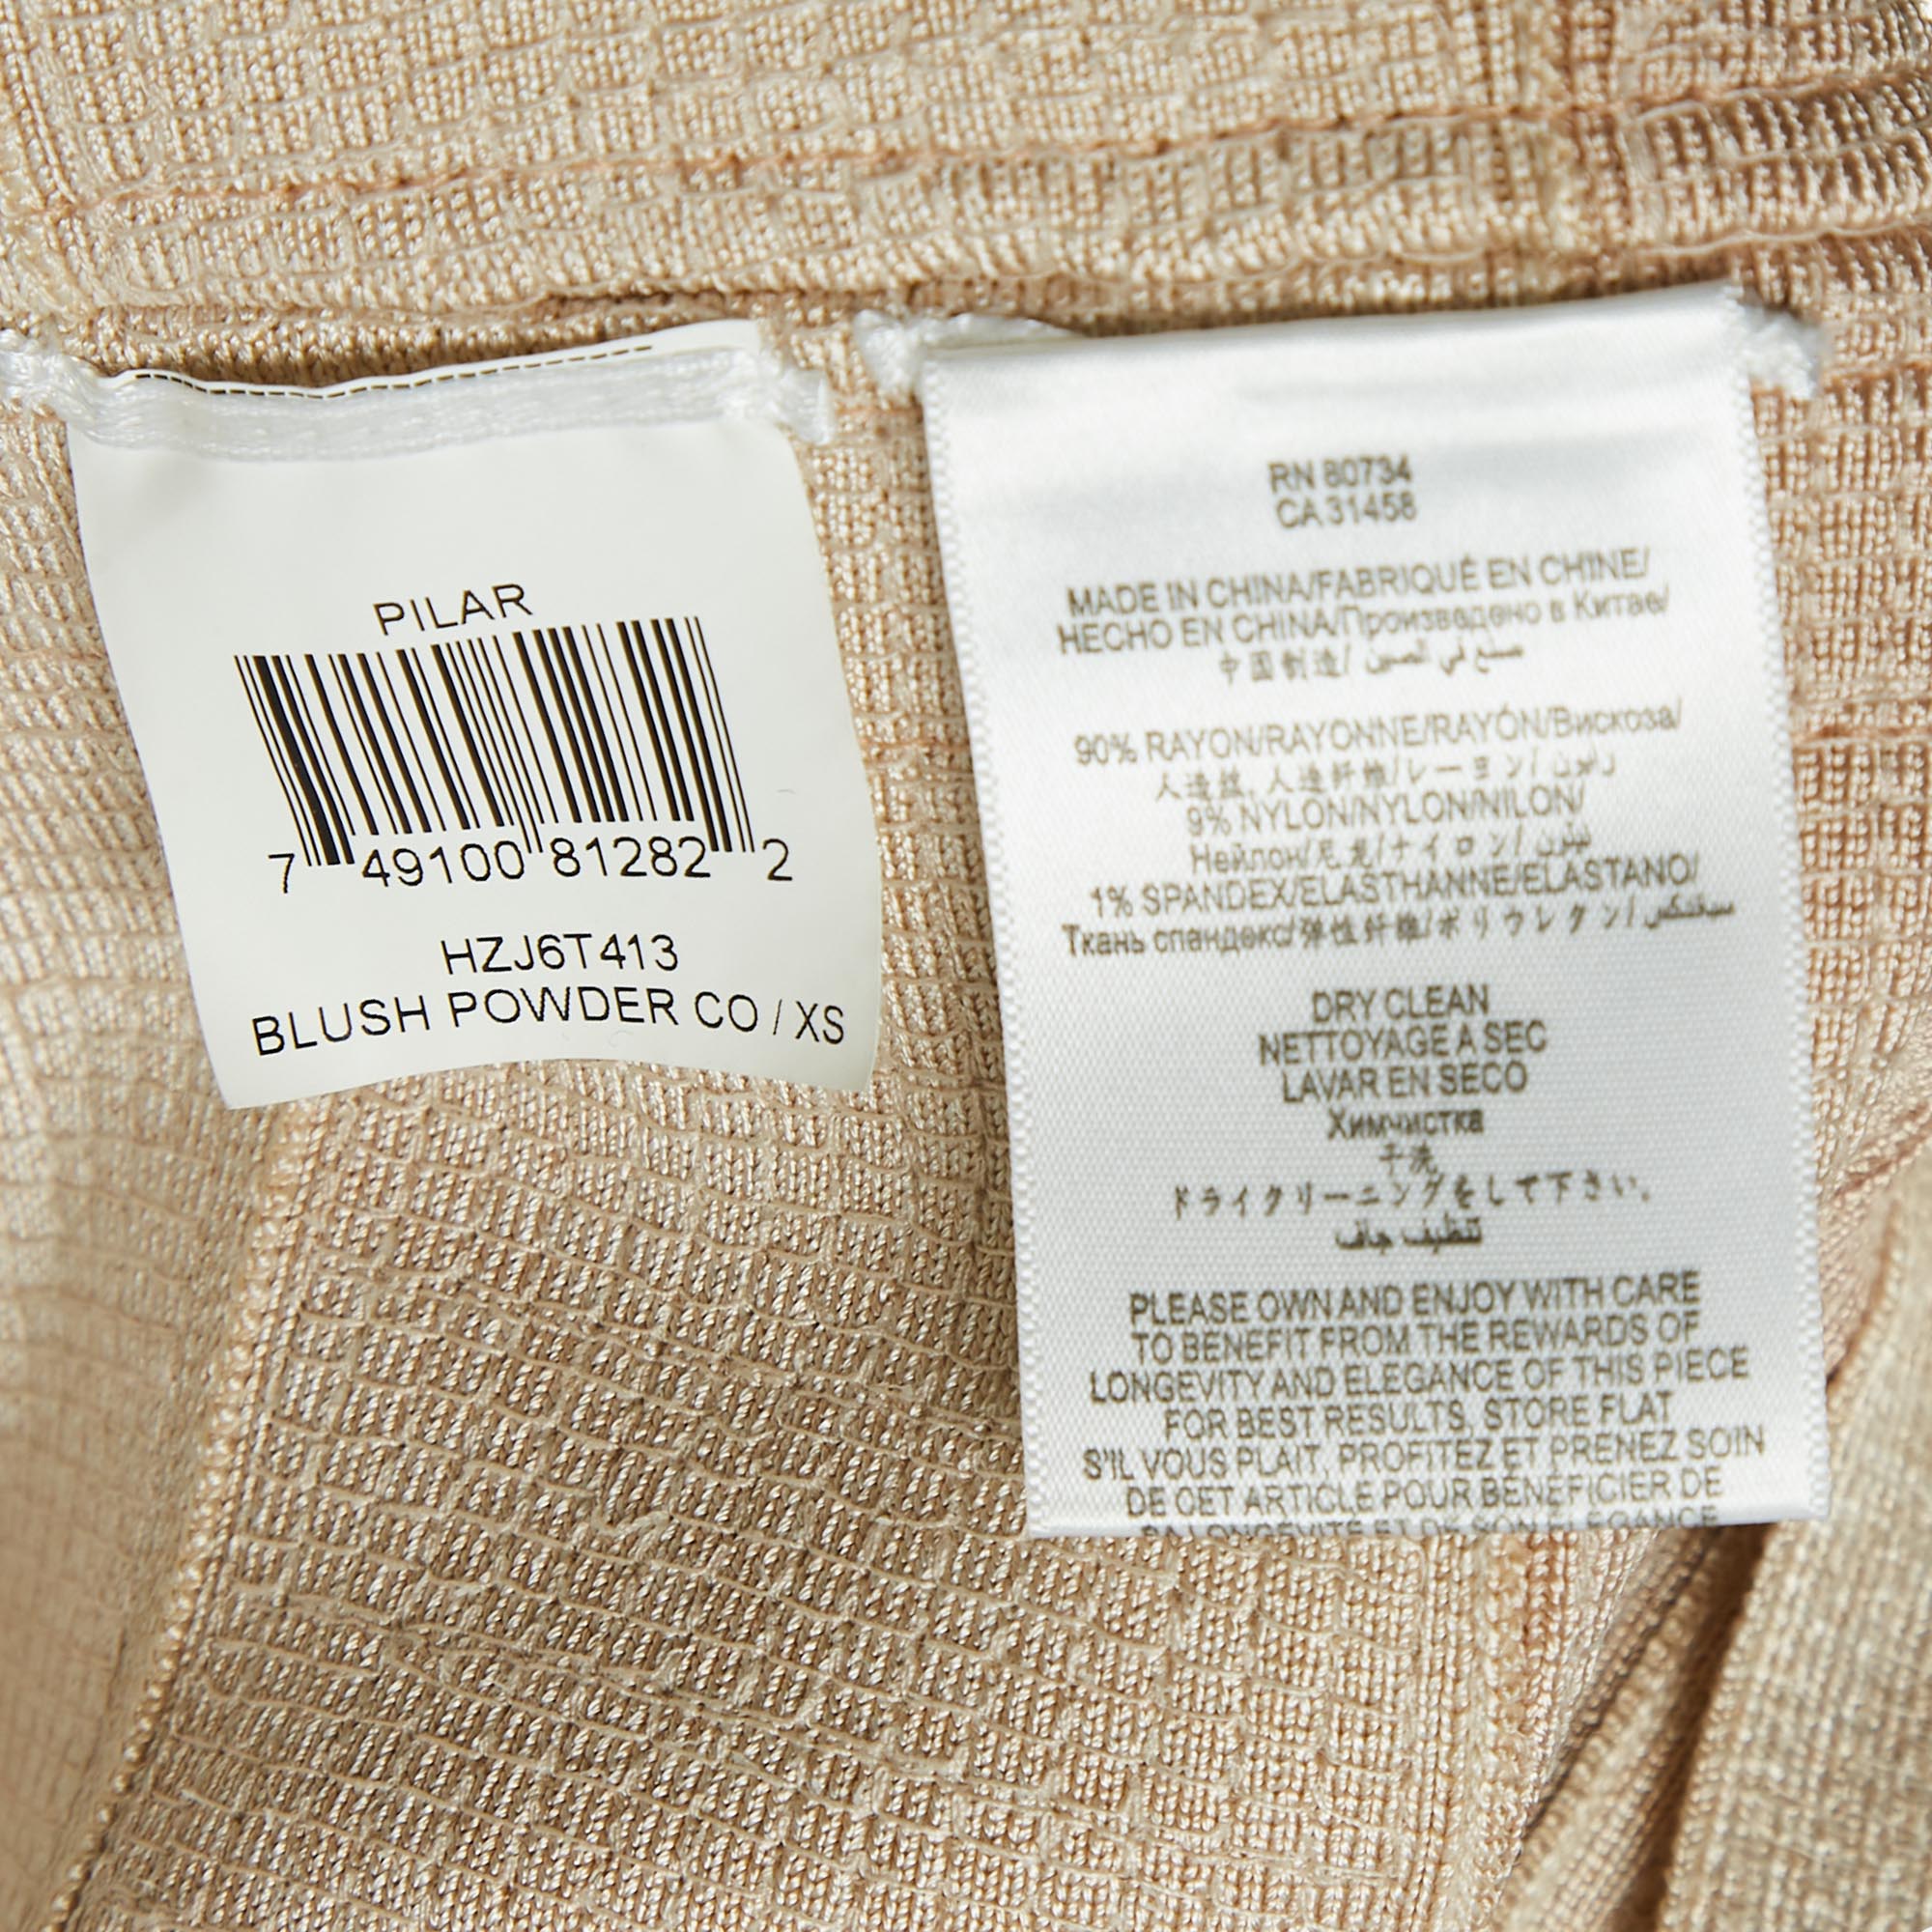 PILAR
7 49100 81282 2
HZJ6T413
BLUSH POWDER CO / XS
RN 80734
CA 31458
MADE IN CHINA/FABRIQUÉ EN CHINE/
HECHO EN CHINA/Произведено в Китае/
中国制造/ صنع في الصين
90% RAYON/RAYONNE/RAYÓN/Вискоза/
人造丝, 人造纤维/レーヨン/ رايون
9% NYLON/NYLON/NILON/
Нейлон/尼龙/ナイロン/ نيلون
1% SPANDEX/ELASTHANNE/ELASTANO/
Ткань спандекс/弹性纤维/ポリウレタン/ سباندكس
DRY CLEAN
NETTOYAGE A SEC
LAVAR EN SECO
Химчистка
干洗
ドライクリーニングをして下さい。
تنظيف جاف
PLEASE OWN AND ENJOY WITH CARE
TO BENEFIT FROM THE REWARDS OF
LONGEVITY AND ELEGANCE OF THIS PIECE
FOR BEST RESULTS, STORE FLAT
S'IL VOUS PLAIT, PROFITEZ ET PRENEZ SOIN
DE CET ARTICLE POUR BÉNÉFICIER DE
SA LONGEVITE ET DE SON ELEGANCE